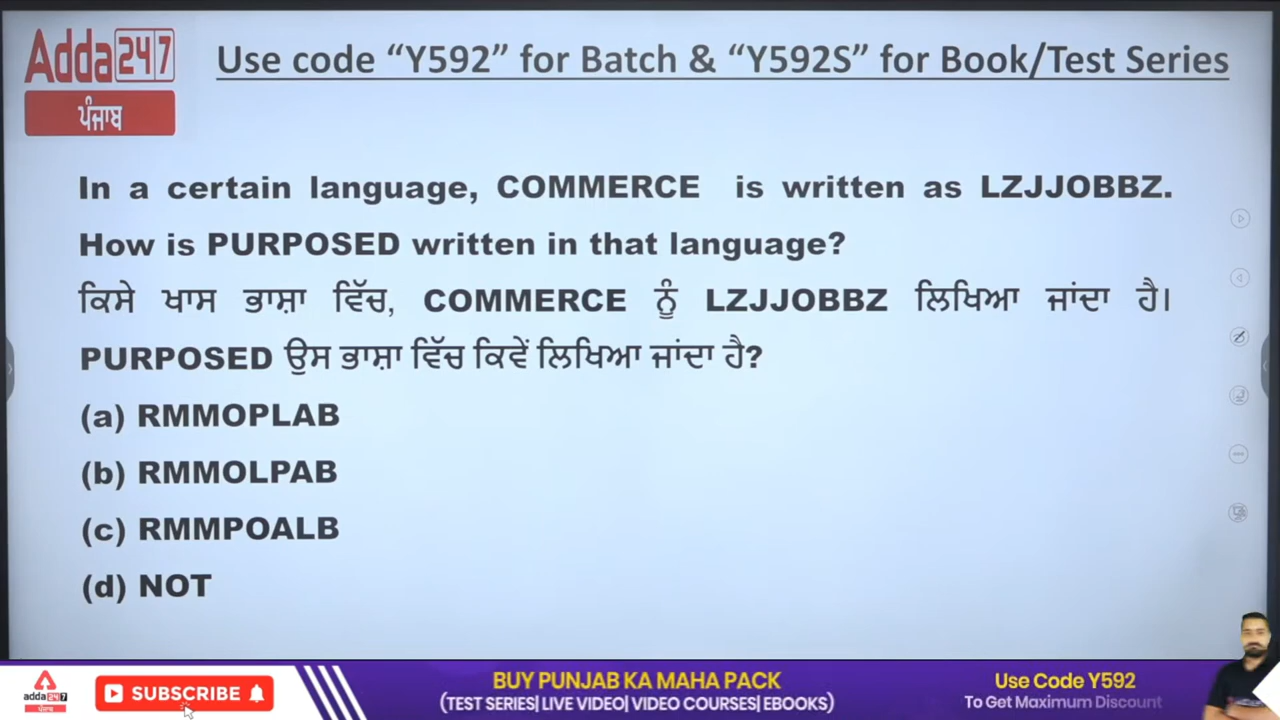 Adda247
ਪੰਜਾਬ
Use code “Y592” for Batch & “Y592S” for Book/Test Series
In a certain language, COMMERCE is written as LZJJOBBZ.
How is PURPOSED written in that language?
ਕਿਸੇ ਖਾਸ ਭਾਸ਼ਾ ਵਿੱਚ, COMMERCE ਨੂੰ LZJJOBBZ ਲਿਖਿਆ ਜਾਂਦਾ ਹੈ।
PURPOSED ਉਸ ਭਾਸ਼ਾ ਵਿੱਚ ਕਿਵੇਂ ਲਿਖਿਆ ਜਾਂਦਾ ਹੈ?
(a) RMMOPLAB
(b) RMMOLPAB
(c) RMMPOALB
(d) NOT
adda247
ਪੰਜਾਬ
SUBSCRIBE
BUY PUNJAB KA MAHA PACK
(TEST SERIES| LIVE VIDEO| VIDEO COURSES| EBOOKS)
Use Code Y592
To Get Maximum Discount